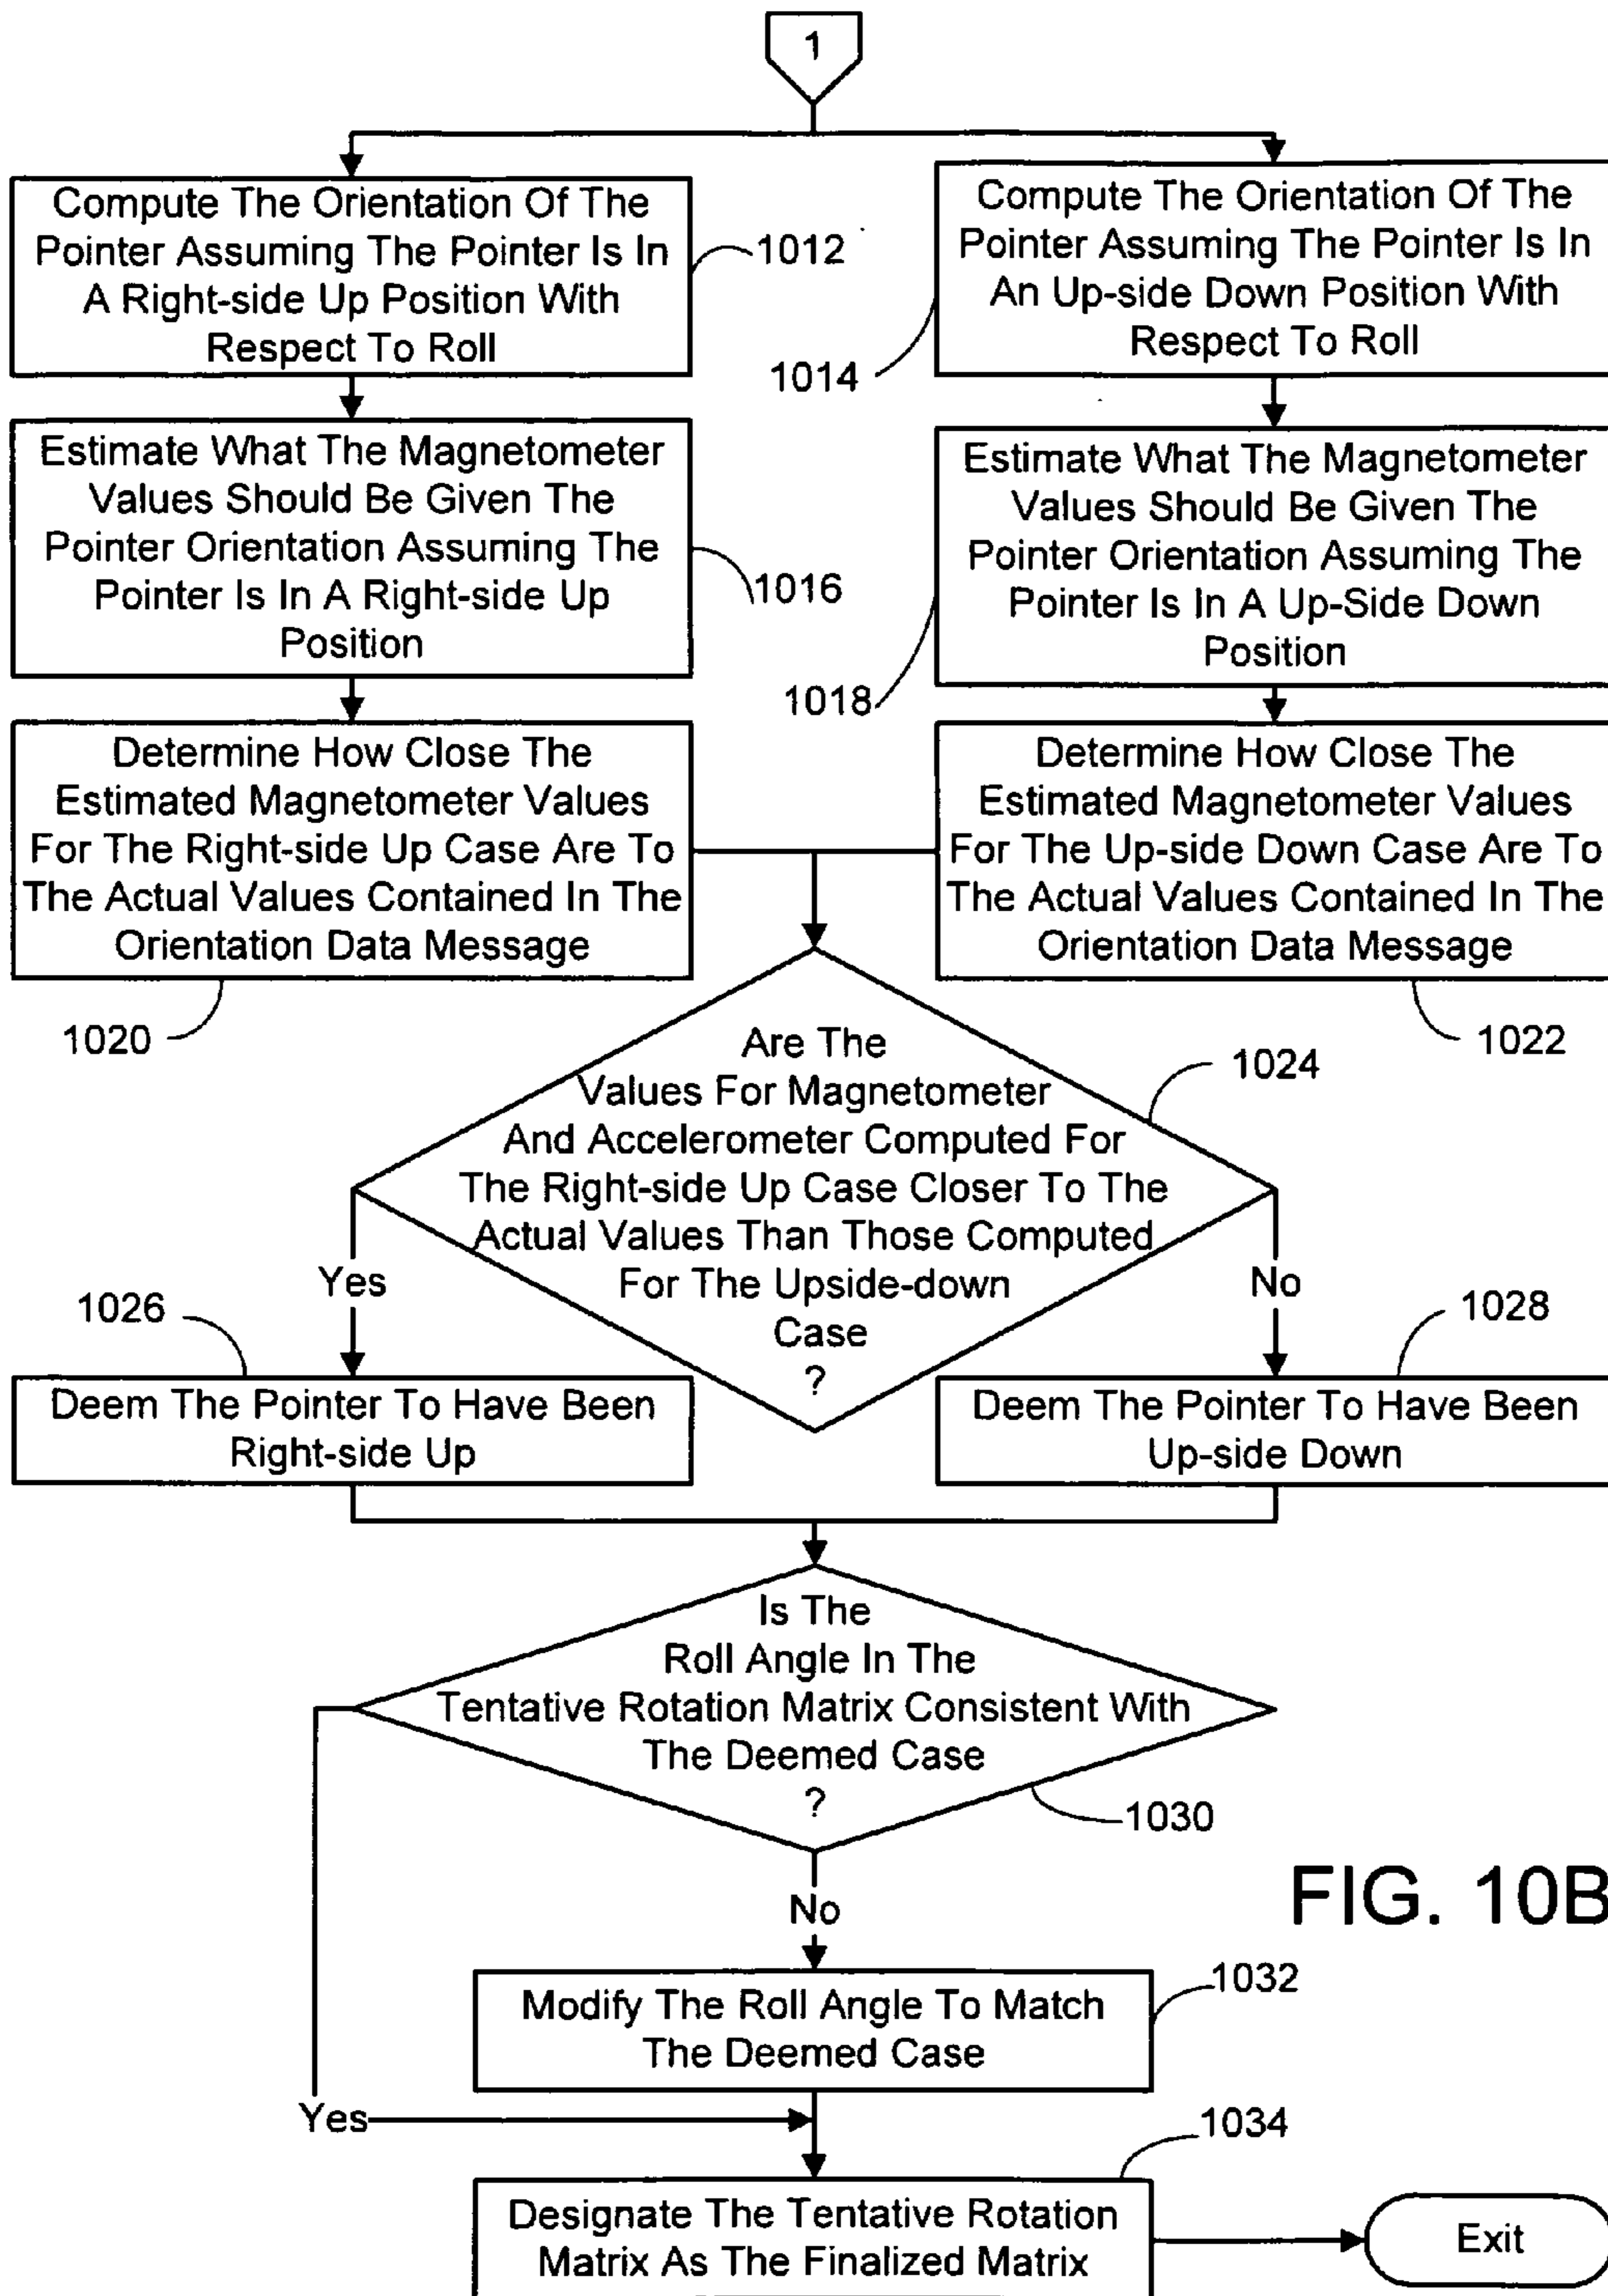 1
Compute The Orientation Of The
Pointer Assuming The Pointer Is In
A Right-side Up Position With
Respect To Roll
1012
Compute The Orientation Of The
Pointer Assuming The Pointer Is In
An Up-side Down Position With
Respect To Roll
1014
Estimate What The Magnetometer
Values Should Be Given The
Pointer Orientation Assuming The
Pointer Is In A Right-side Up
Position
1016
Estimate What The Magnetometer
Values Should Be Given The
Pointer Orientation Assuming The
Pointer Is In A Up-Side Down
Position
1018
Determine How Close The
Estimated Magnetometer Values
For The Right-side Up Case Are To
The Actual Values Contained In The
Orientation Data Message
1020
Determine How Close The
Estimated Magnetometer Values
For The Up-side Down Case Are To
The Actual Values Contained In The
Orientation Data Message
1022
Are The
Values For Magnetometer
And Accelerometer Computed For
The Right-side Up Case Closer To The
Actual Values Than Those Computed
For The Upside-down
Case
?
1024
Yes
No
1026
Deem The Pointer To Have Been
Right-side Up
1028
Deem The Pointer To Have Been
Up-side Down
Is The
Roll Angle In The
Tentative Rotation Matrix Consistent With
The Deemed Case
?
1030
No
FIG. 10B
Modify The Roll Angle To Match
The Deemed Case
1032
Yes
1034
Designate The Tentative Rotation
Matrix As The Finalized Matrix
Exit